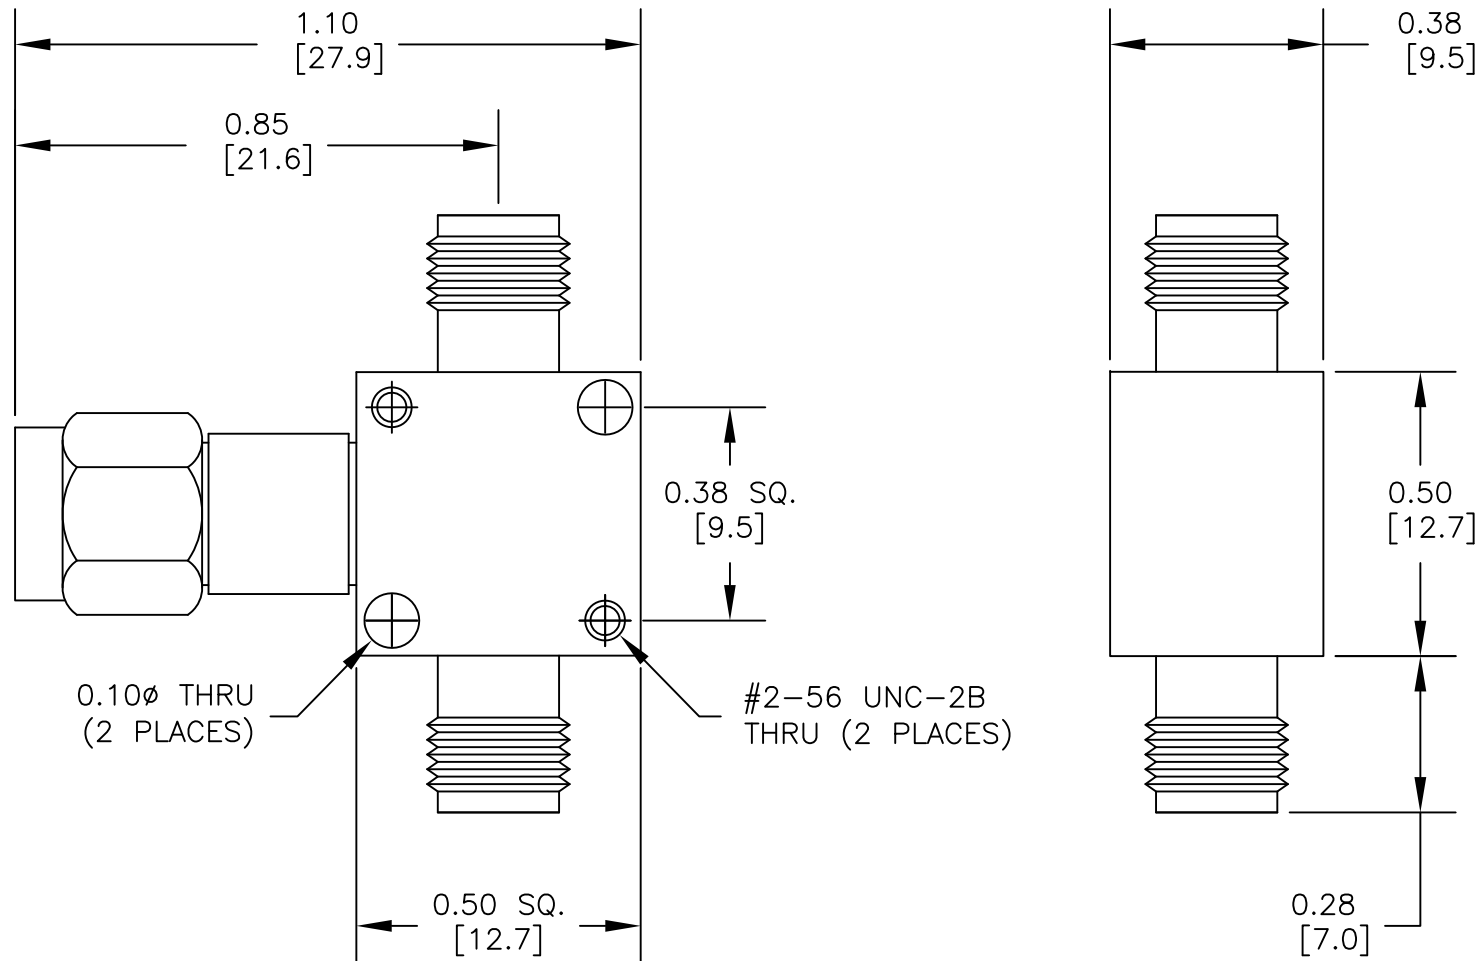 1.10
[27.9]
0.38
[9.5]
0.85
[21.6]
0.38 SQ.
[9.5]
0.50
[12.7]
0.10ø THRU
(2 PLACES)
#2-56 UNC-2B
THRU (2 PLACES)
0.50 SQ.
[12.7]
0.28
[7.0]